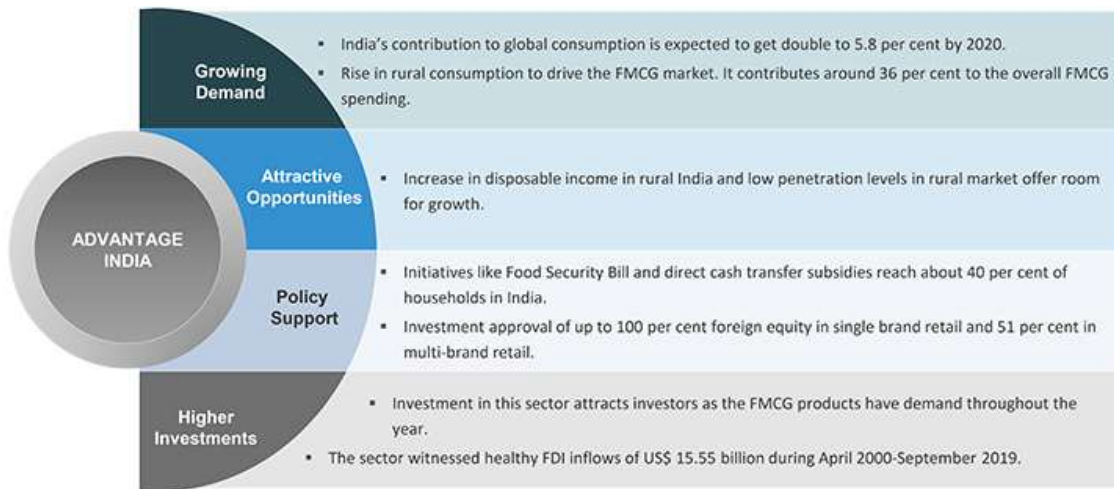 ADVANTAGE
INDIA
Growing
Demand
▪ India's contribution to global consumption is expected to get double to 5.8 per cent by 2020.
▪ Rise in rural consumption to drive the FMCG market. It contributes around 36 per cent to the overall FMCG
spending.
Attractive
Opportunities
▪ Increase in disposable income in rural India and low penetration levels in rural market offer room
for growth.
Policy
Support
▪ Initiatives like Food Security Bill and direct cash transfer subsidies reach about 40 per cent of
households in India.
▪ Investment approval of up to 100 per cent foreign equity in single brand retail and 51 per cent in
multi-brand retail.
Higher
Investments
▪ Investment in this sector attracts investors as the FMCG products have demand throughout the
year.
▪ The sector witnessed healthy FDI inflows of US$ 15.55 billion during April 2000-September 2019.